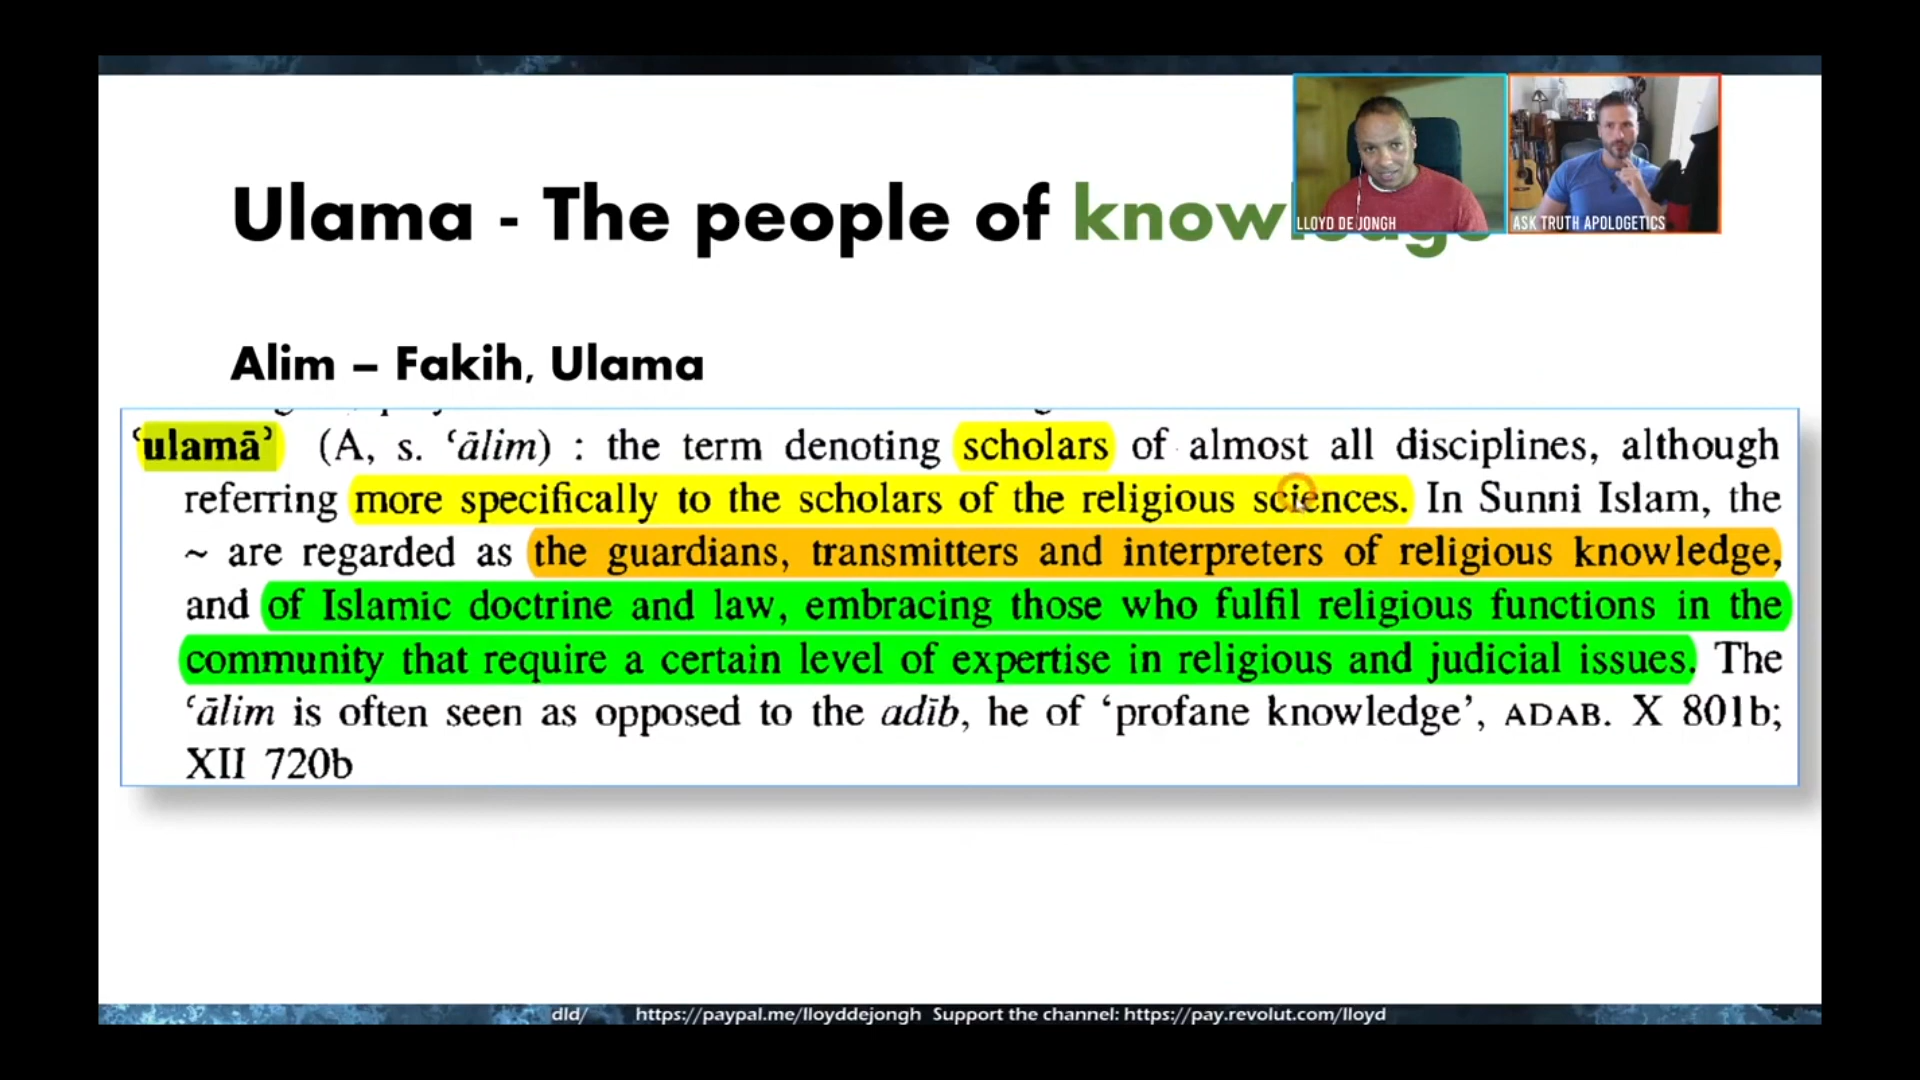 Ulama - The people of
LLOYD DE JONGH
ASK TRUTH APOLOGETICS
Alim – Fakih, Ulama
ʿulamāʾ (A, s. ʿālim) : the term denoting scholars of almost all disciplines, although
referring more specifically to the scholars of the religious sciences. In Sunni Islam, the
~ are regarded as the guardians, transmitters and interpreters of religious knowledge,
and of Islamic doctrine and law, embracing those who fulfil religious functions in the
community that require a certain level of expertise in religious and judicial issues. The
ʿālim is often seen as opposed to the adīb, he of ‘profane knowledge’, ADAB. X 801b;
XII 720b
dld/ https://paypal.me/lloyddejongh Support the channel: https://pay.revolut.com/lloyd